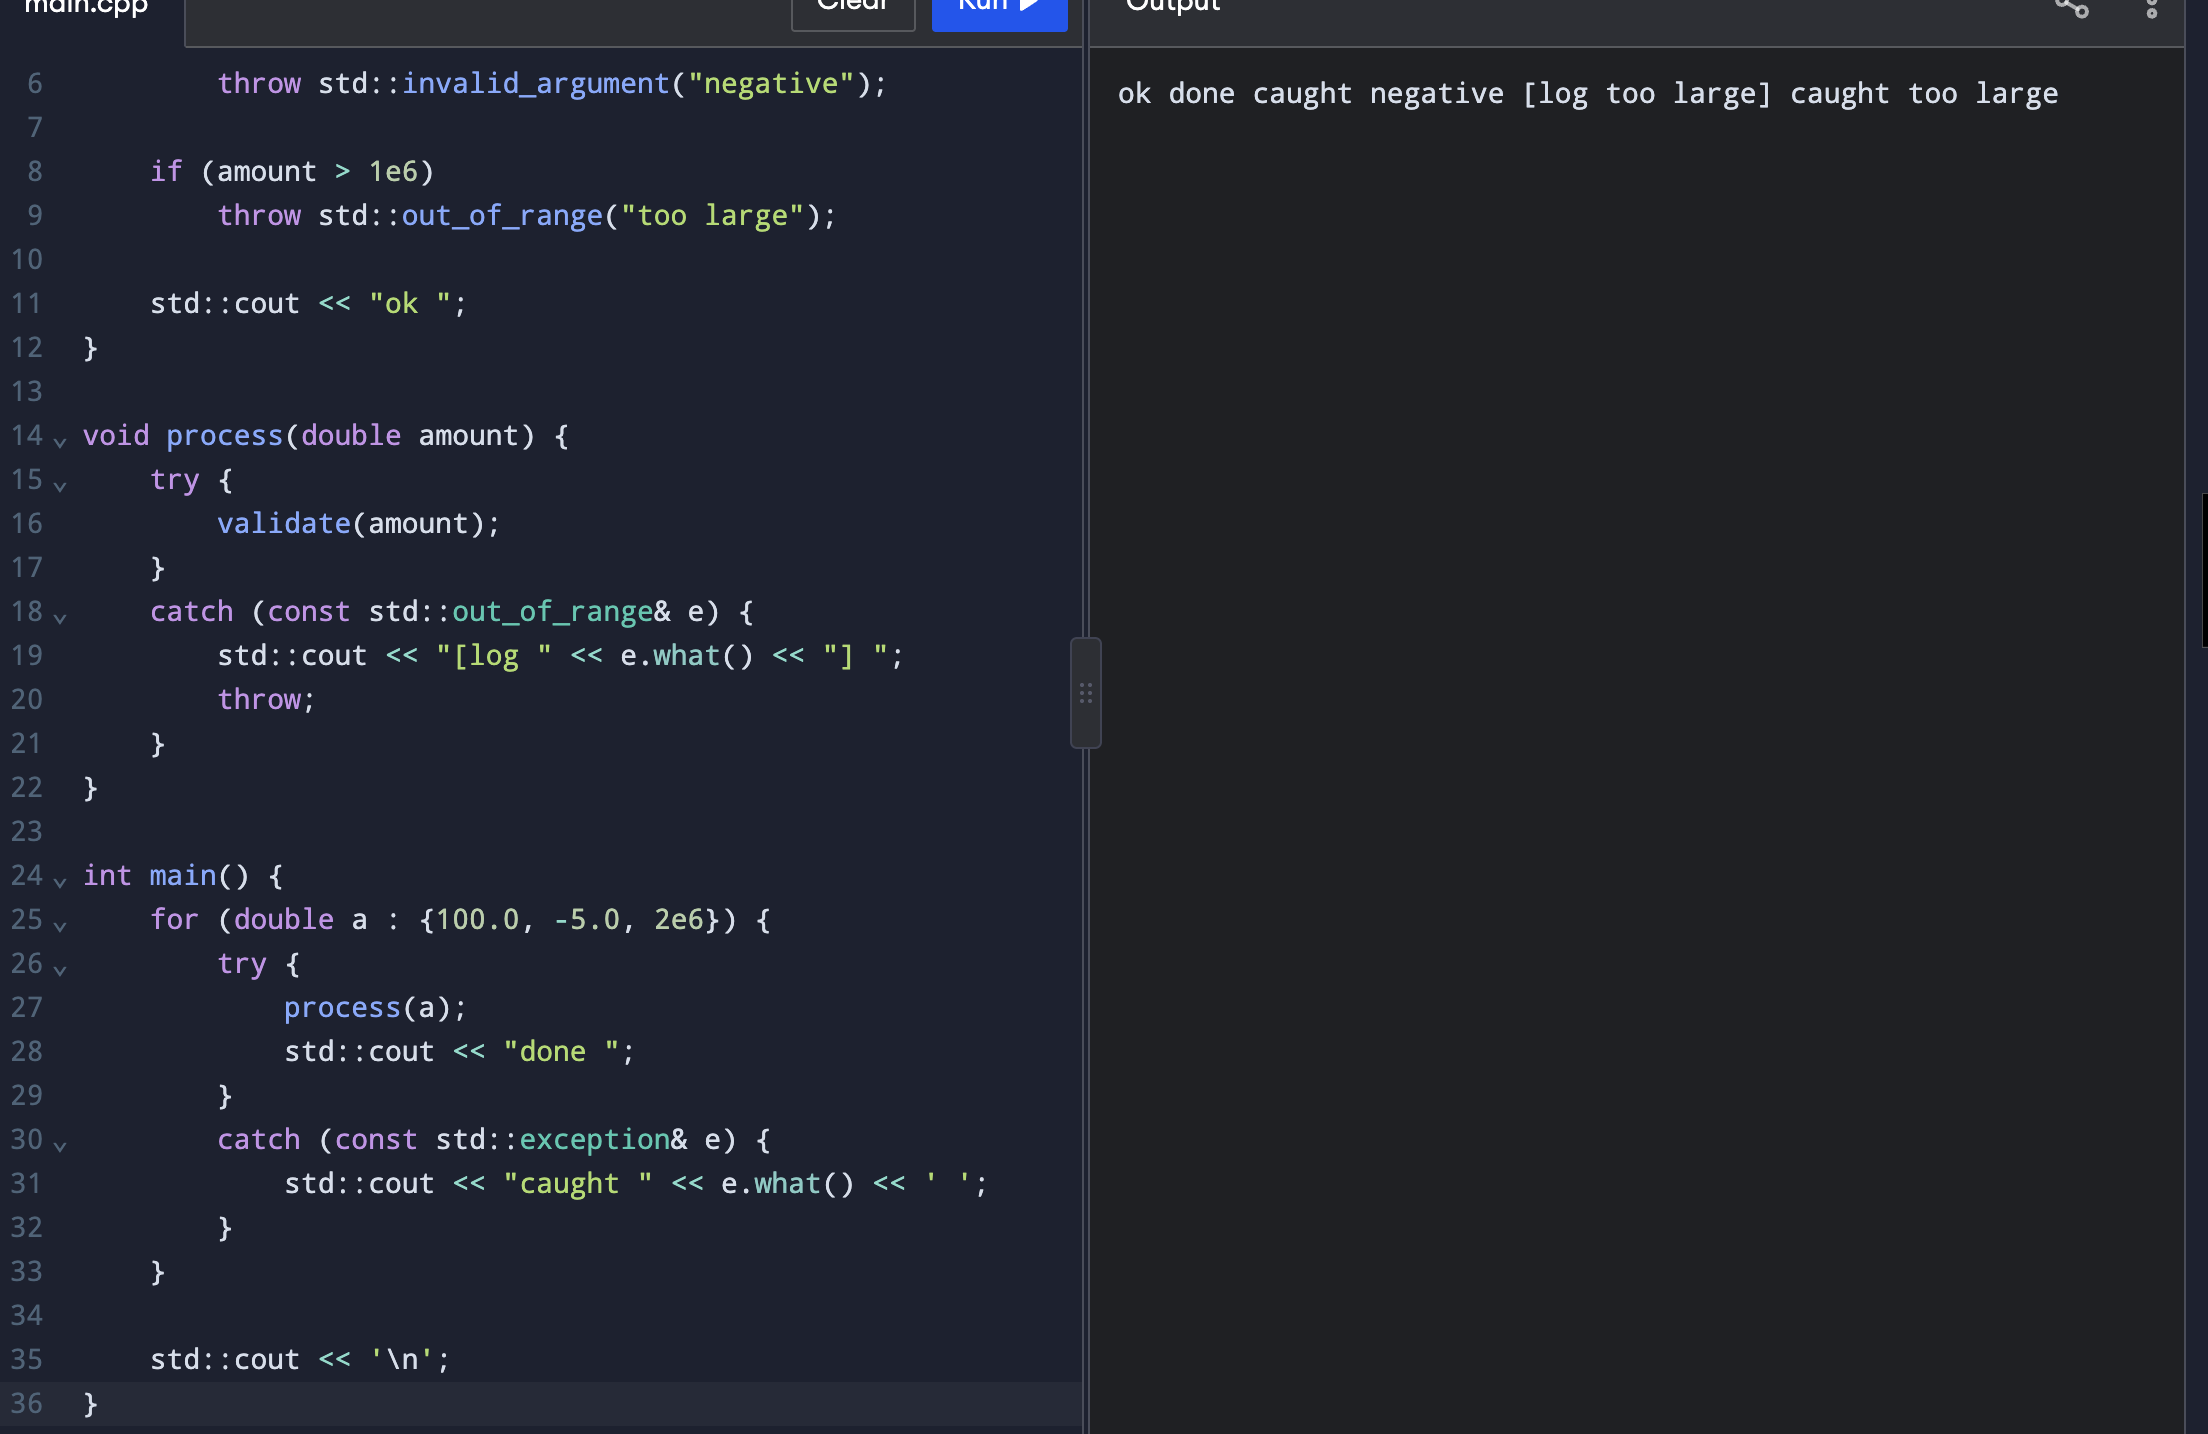 main.cpp
Clear
Run
6         throw std::invalid_argument("negative");
7
8     if (amount > 1e6)
9         throw std::out_of_range("too large");
10
11     std::cout << "ok ";
12 }
13
14 void process(double amount) {
15     try {
16         validate(amount);
17     }
18     catch (const std::out_of_range& e) {
19         std::cout << "[log " << e.what() << "] ";
20         throw;
21     }
22 }
23
24 int main() {
25     for (double a : {100.0, -5.0, 2e6}) {
26         try {
27             process(a);
28             std::cout << "done ";
29         }
30         catch (const std::exception& e) {
31             std::cout << "caught " << e.what() << ' ';
32         }
33     }
34
35     std::cout << '\n';
36 }
Output
ok done caught negative [log too large] caught too large